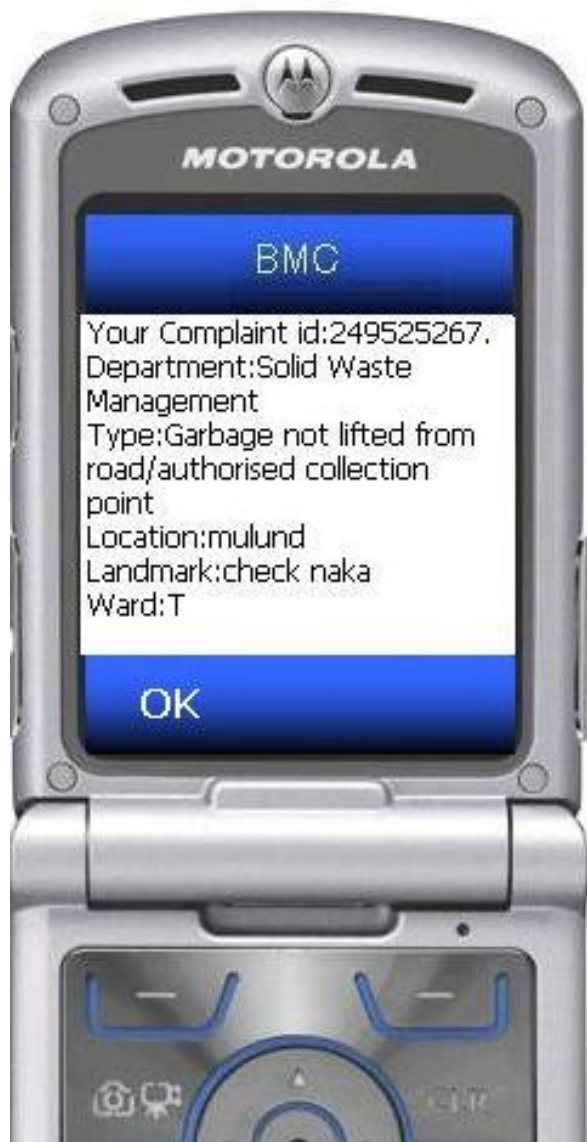 MOTOROLA
BMC
Your Complaint id:249525267.
Department:Solid Waste
Management
Type:Garbage not lifted from
road/authorised collection
point
Location:mulund
Landmark:check naka
Ward:T
OK
CLR